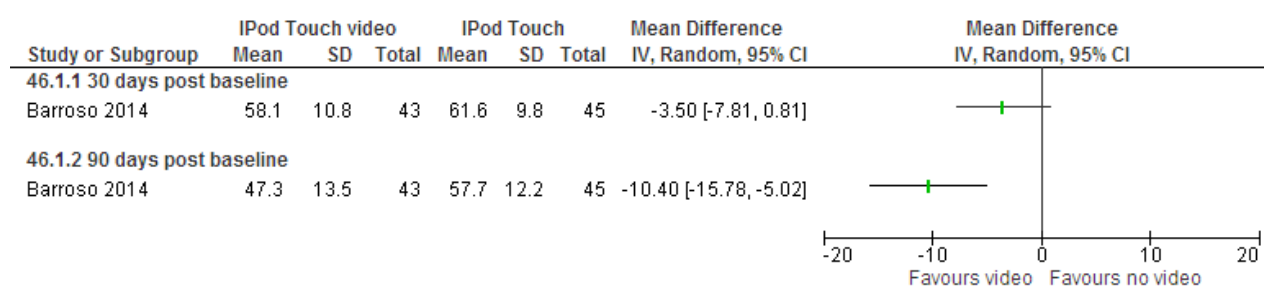 IPod Touch video IPod Touch Mean Difference Mean Difference
Study or Subgroup Mean SD Total Mean SD Total IV, Random, 95% CI IV, Random, 95% CI
46.1.1 30 days post baseline
Barroso 2014 58.1 10.8 43 61.6 9.8 45 -3.50 [-7.81, 0.81]
46.1.2 90 days post baseline
Barroso 2014 47.3 13.5 43 57.7 12.2 45 -10.40 [-15.78, -5.02]
-20 -10 0 10 20
Favours video Favours no video